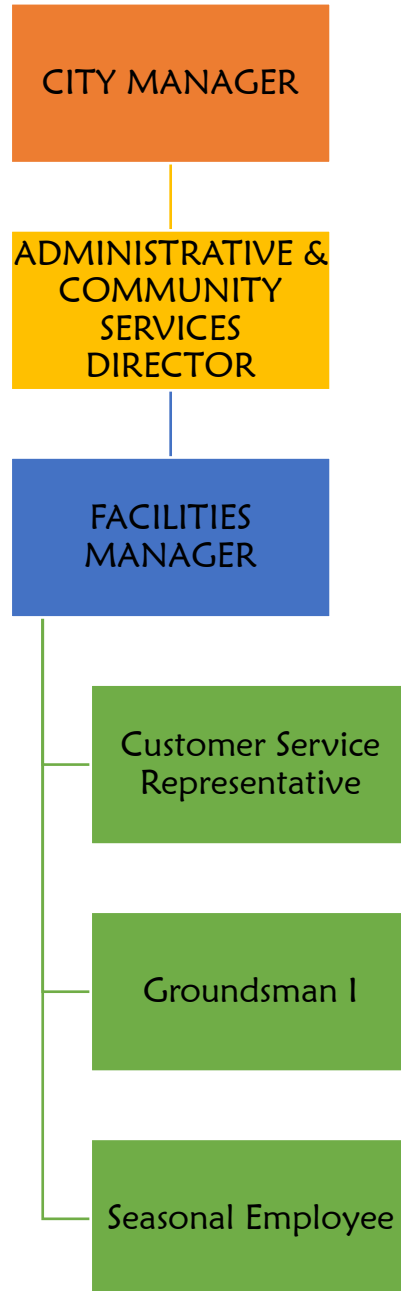 CITY MANAGER
ADMINISTRATIVE &
COMMUNITY
SERVICES
DIRECTOR
FACILITIES
MANAGER
Customer Service
Representative
Groundsman I
Seasonal Employee